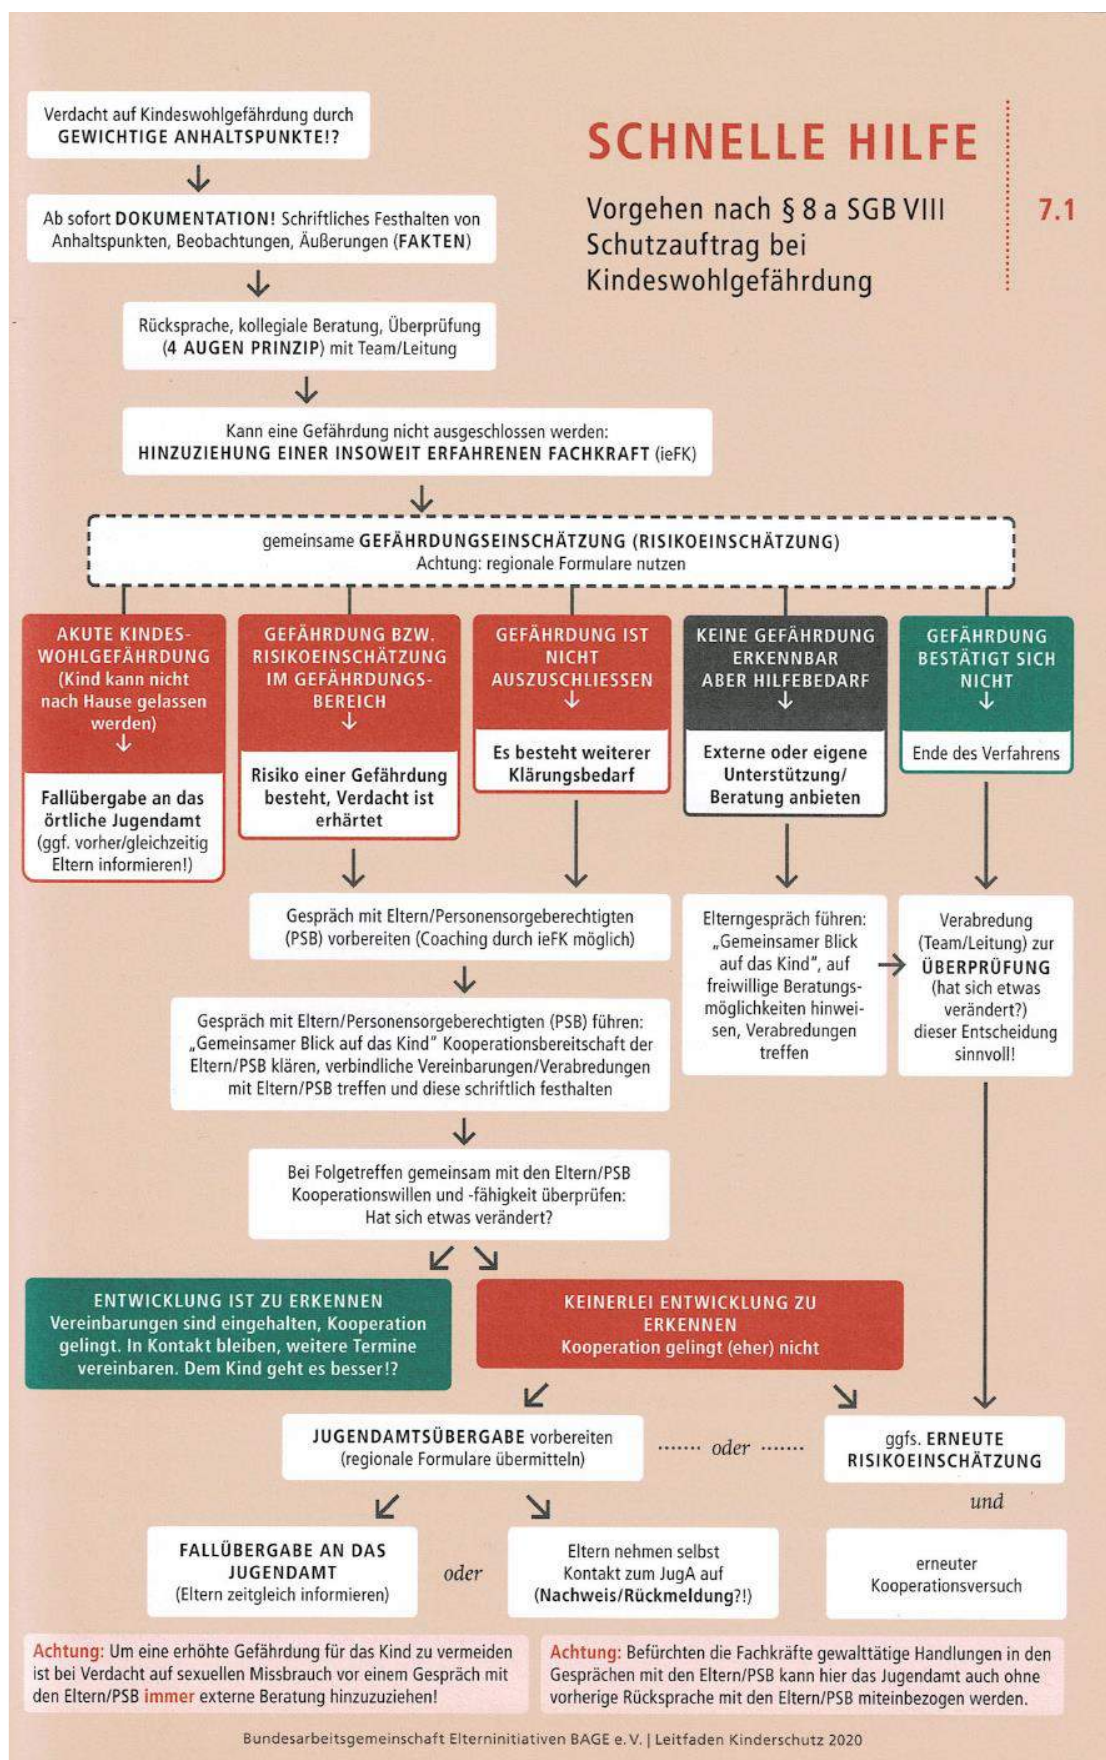 SCHNELLE HILFE
Vorgehen nach § 8 a SGB VIII
Schutzauftrag bei
Kindeswohlgefährdung
7.1
Verdacht auf Kindeswohlgefährdung durch
GEWICHTIGE ANHALTSPUNKTE!?
Ab sofort DOKUMENTATION! Schriftliches Festhalten von
Anhaltspunkten, Beobachtungen, Äußerungen (FAKTEN)
Rücksprache, kollegiale Beratung, Überprüfung
(4 AUGEN PRINZIP) mit Team/Leitung
Kann eine Gefährdung nicht ausgeschlossen werden:
HINZUZIEHUNG EINER INSOWEIT ERFAHRENEN FACHKRAFT (ieFK)
gemeinsame GEFÄHRDUNGSEINSCHÄTZUNG (RISIKOEINSCHÄTZUNG)
Achtung: regionale Formulare nutzen
AKUTE KINDES-
WOHLGEFÄHRDUNG
(Kind kann nicht
nach Hause gelassen
werden)
Fallübergabe an das
örtliche Jugendamt
(ggf. vorher/gleichzeitig
Eltern informieren!)
GEFÄHRDUNG BZW.
RISIKOEINSCHÄTZUNG
IM GEFÄHRDUNGS-
BEREICH
Risiko einer Gefährdung
besteht, Verdacht ist
erhärtet
GEFÄHRDUNG IST
NICHT
AUSZUSCHLIESSEN
Es besteht weiterer
Klärungsbedarf
KEINE GEFÄHRDUNG
ERKENNBAR
ABER HILFEBEDARF
Externe oder eigene
Unterstützung/
Beratung anbieten
GEFÄHRDUNG
BESTÄTIGT SICH
NICHT
Ende des Verfahrens
Gespräch mit Eltern/Personensorgeberechtigten
(PSB) vorbereiten (Coaching durch ieFK möglich)
Elterngespräch führen:
„Gemeinsamer Blick
auf das Kind“, auf
freiwillige Beratungs-
möglichkeiten hinwei-
sen, Verabredungen
treffen
Verabredung
(Team/Leitung) zur
ÜBERPRÜFUNG
(hat sich etwas
verändert?)
dieser Entscheidung
sinnvoll!
Gespräch mit Eltern/Personensorgeberechtigten (PSB) führen:
„Gemeinsamer Blick auf das Kind“ Kooperationsbereitschaft der
Eltern/PSB klären, verbindliche Vereinbarungen/Verabredungen
mit Eltern/PSB treffen und diese schriftlich festhalten
Bei Folgetreffen gemeinsam mit den Eltern/PSB
Kooperationswillen und -fähigkeit überprüfen:
Hat sich etwas verändert?
ENTWICKLUNG IST ZU ERKENNEN
Vereinbarungen sind eingehalten, Kooperation
gelingt. In Kontakt bleiben, weitere Termine
vereinbaren. Dem Kind geht es besser!?
KEINERLEI ENTWICKLUNG ZU
ERKENNEN
Kooperation gelingt (eher) nicht
JUGENDAMTSÜBERGABE vorbereiten
(regionale Formulare übermitteln)
....... oder .......
ggfs. ERNEUTE
RISIKOEINSCHÄTZUNG
und
FALLÜBERGABE AN DAS
JUGENDAMT
(Eltern zeitgleich informieren)
oder
Eltern nehmen selbst
Kontakt zum JugA auf
(Nachweis/Rückmeldung?!)
erneuter
Kooperationsversuch
Achtung: Um eine erhöhte Gefährdung für das Kind zu vermeiden
ist bei Verdacht auf sexuellen Missbrauch vor einem Gespräch mit
den Eltern/PSB immer externe Beratung hinzuzuziehen!
Achtung: Befürchten die Fachkräfte gewalttätige Handlungen in den
Gesprächen mit den Eltern/PSB kann hier das Jugendamt auch ohne
vorherige Rücksprache mit den Eltern/PSB miteinbezogen werden.
Bundesarbeitsgemeinschaft Elterninitiativen BAGE e. V. | Leitfaden Kinderschutz 2020